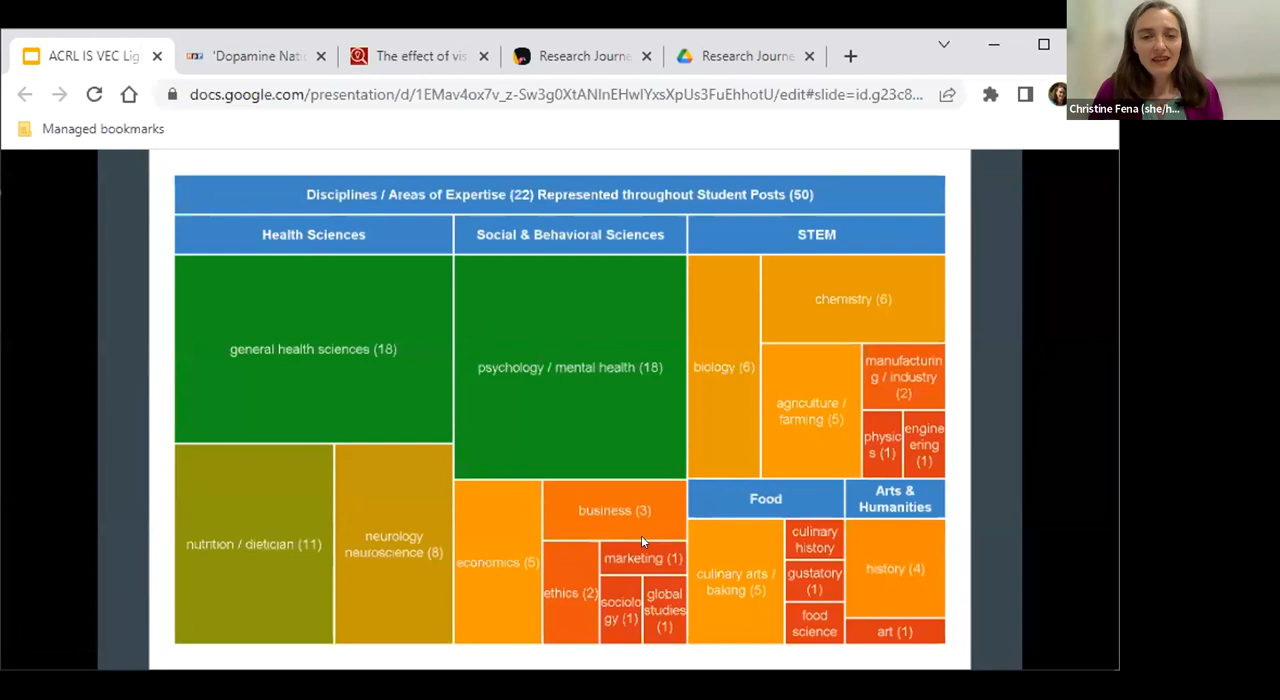 ACRL IS VEC Lig
'Dopamine Nati
The effect of vis
Research Journe
Research Journe
docs.google.com/presentation/d/1EMav4ox7v_z-Sw3g0XtANlnEHwlYxsXpUs3FuEhhotU/edit#slide=id.g23c8...
Managed bookmarks
Christine Fena (she/h...
Disciplines / Areas of Expertise (22) Represented throughout Student Posts (50)
Health Sciences
Social & Behavioral Sciences
STEM
general health sciences (18)
psychology / mental health (18)
biology (6)
chemistry (6)
agriculture /
farming (5)
manufacturin
g / industry
(2)
physic
s (1)
engine
ering
(1)
nutrition / dietician (11)
neurology
neuroscience (8)
economics (5)
business (3)
ethics (2)
marketing (1)
sociolo
gy (1)
global
studies
(1)
Food
Arts &
Humanities
culinary arts /
baking (5)
culinary
history
gustatory
(1)
food
science
history (4)
art (1)